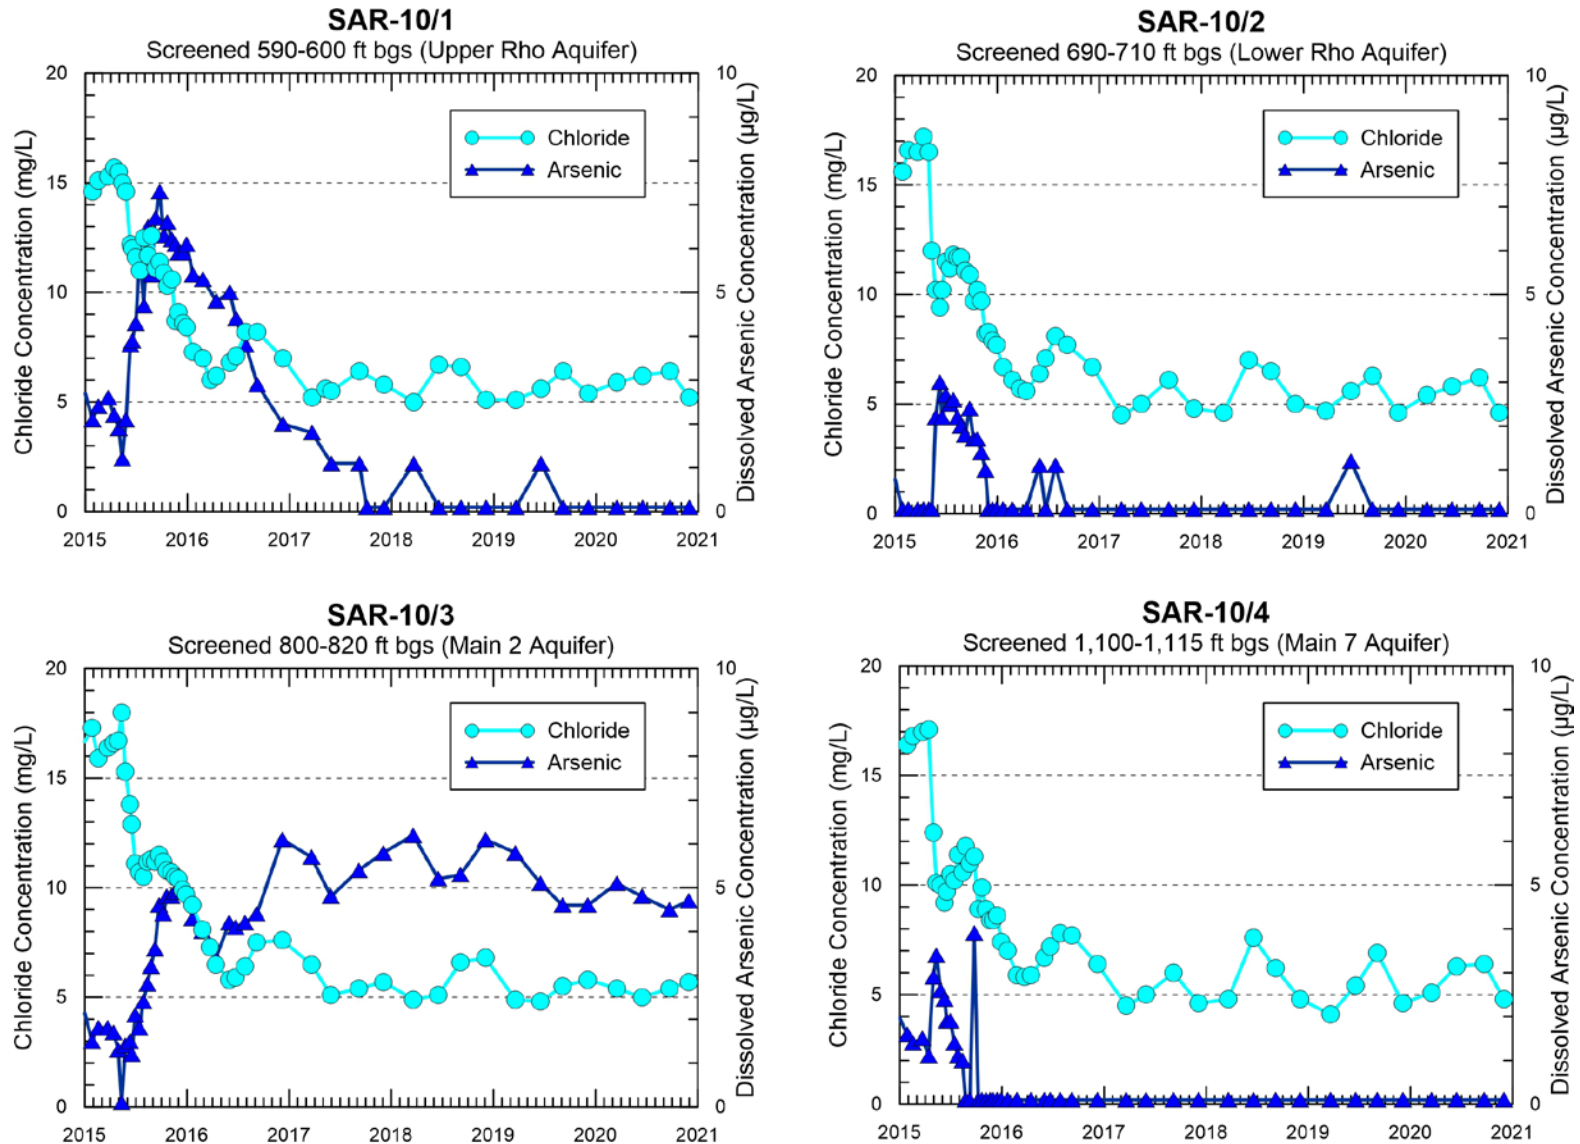 SAR-10/1
Screened 590-600 ft bgs (Upper Rho Aquifer)
20
15
10
5
0
Chloride Concentration (mg/L)
10
5
0
Dissolved Arsenic Concentration (µg/L)
Chloride
Arsenic
2015 2016 2017 2018 2019 2020 2021
SAR-10/2
Screened 690-710 ft bgs (Lower Rho Aquifer)
20
15
10
5
0
Chloride Concentration (mg/L)
10
5
0
Dissolved Arsenic Concentration (µg/L)
Chloride
Arsenic
2015 2016 2017 2018 2019 2020 2021
SAR-10/3
Screened 800-820 ft bgs (Main 2 Aquifer)
20
15
10
5
0
Chloride Concentration (mg/L)
10
5
0
Dissolved Arsenic Concentration (µg/L)
Chloride
Arsenic
2015 2016 2017 2018 2019 2020 2021
SAR-10/4
Screened 1,100-1,115 ft bgs (Main 7 Aquifer)
20
15
10
5
0
Chloride Concentration (mg/L)
10
5
0
Dissolved Arsenic Concentration (µg/L)
Chloride
Arsenic
2015 2016 2017 2018 2019 2020 2021